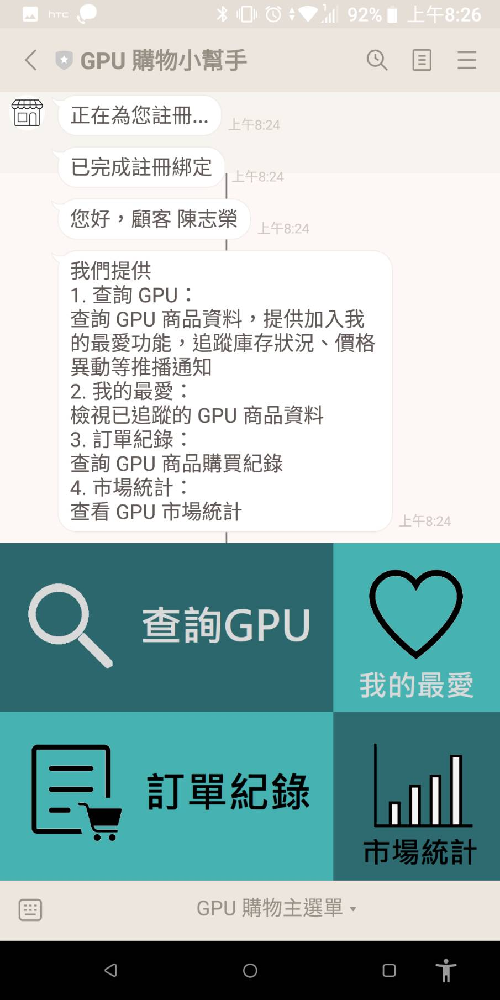 htc
92% 上午8:26
GPU 購物小幫手
正在為您註冊...
上午8:24
已完成註冊綁定
上午8:24
您好，顧客 陳志榮
上午8:24
我們提供
1. 查詢 GPU：
查詢 GPU 商品資料，提供加入我
的最愛功能，追蹤庫存狀況、價格
異動等推播通知
2. 我的最愛：
檢視已追蹤的 GPU 商品資料
3. 訂單紀錄：
查詢 GPU 商品購買紀錄
4. 市場統計：
查看 GPU 市場統計
上午8:24
查詢GPU
我的最愛
訂單紀錄
市場統計
GPU 購物主選單